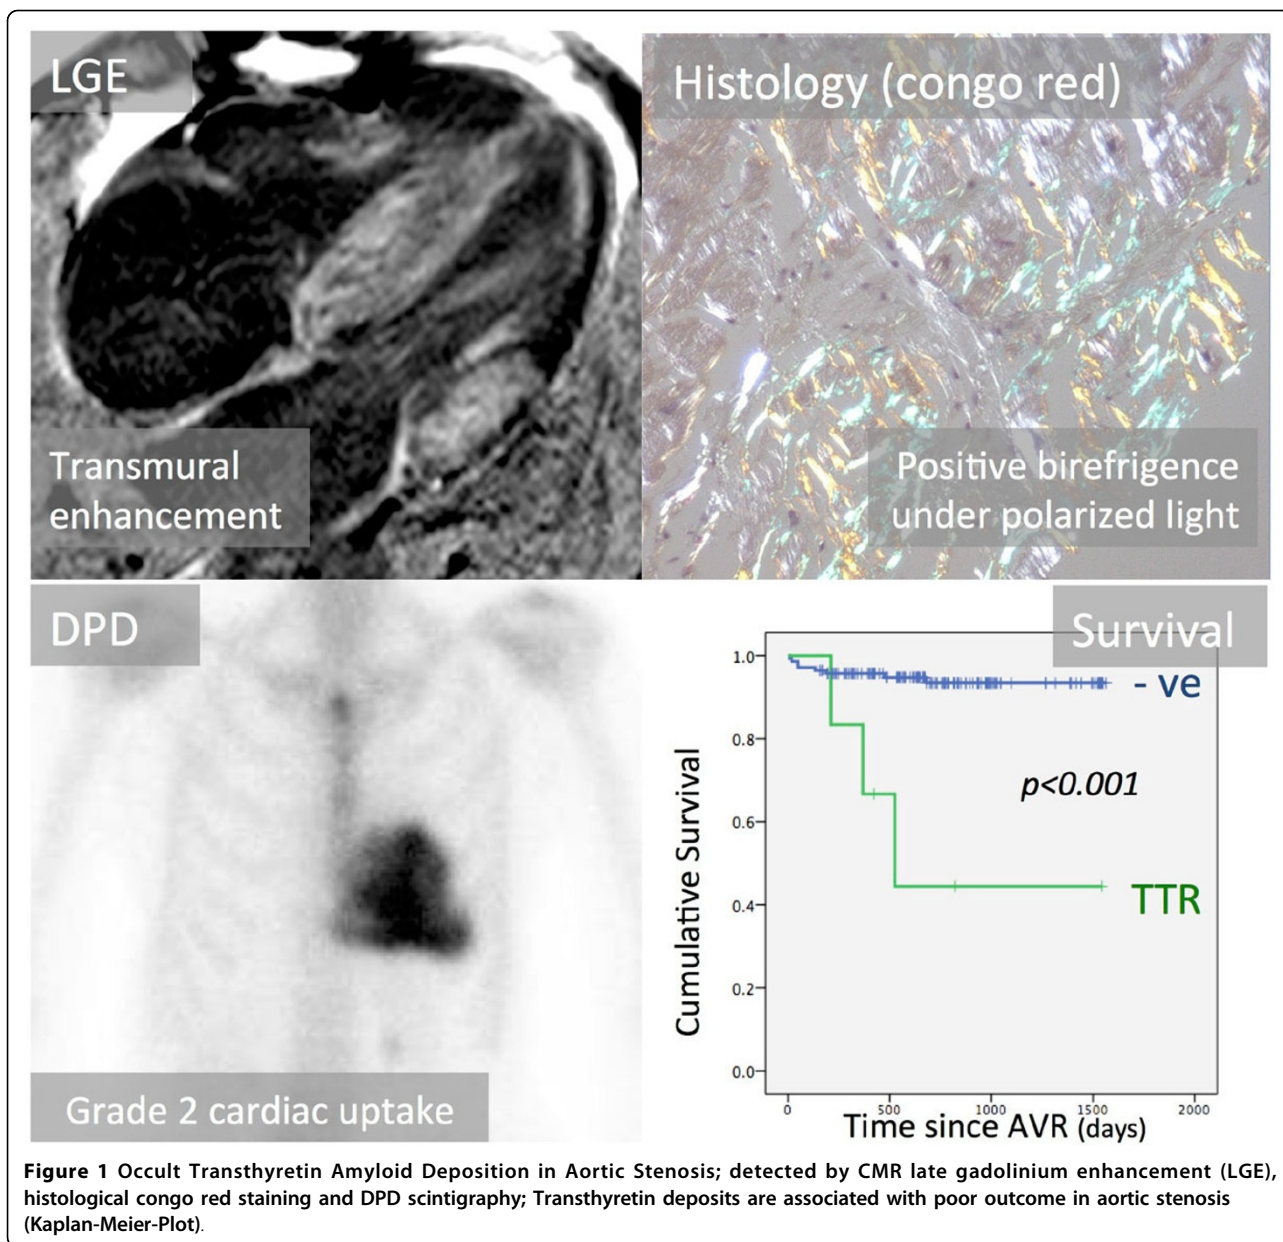 LGE
Transmural
enhancement
Histology (congo red)
Positive birefrigence
under polarized light
DPD
Grade 2 cardiac uptake
Survival
1.0
0.8
0.6
0.4
0.2
0.0
Cumulative Survival
- ve
p<0.001
TTR
0 500 1000 1500 2000
Time since AVR (days)
Figure 1 Occult Transthyretin Amyloid Deposition in Aortic Stenosis; detected by CMR late gadolinium enhancement (LGE),
histological congo red staining and DPD scintigraphy; Transthyretin deposits are associated with poor outcome in aortic stenosis
(Kaplan-Meier-Plot).